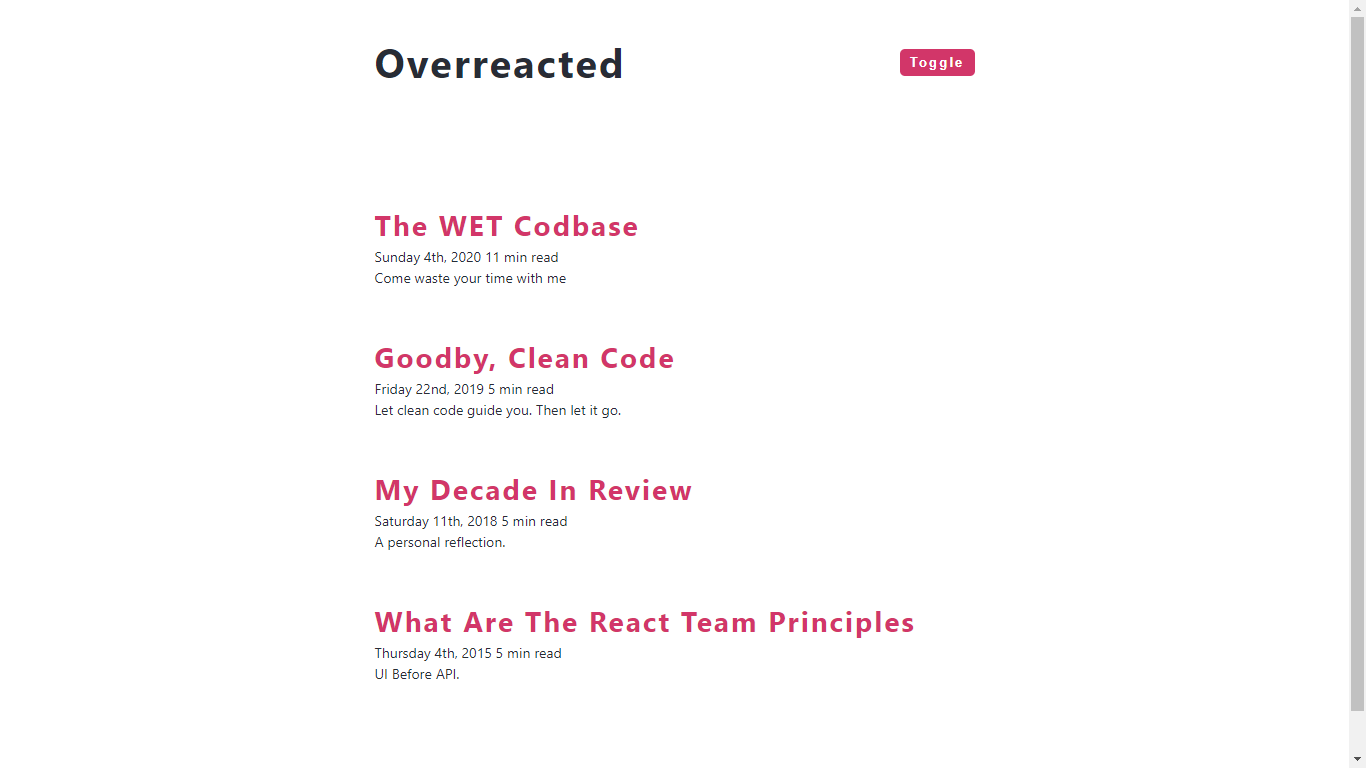 Overreacted
Toggle
The WET Codbase
Sunday 4th, 2020 11 min read
Come waste your time with me
Goodby, Clean Code
Friday 22nd, 2019 5 min read
Let clean code guide you. Then let it go.
My Decade In Review
Saturday 11th, 2018 5 min read
A personal reflection.
What Are The React Team Principles
Thursday 4th, 2015 5 min read
UI Before API.